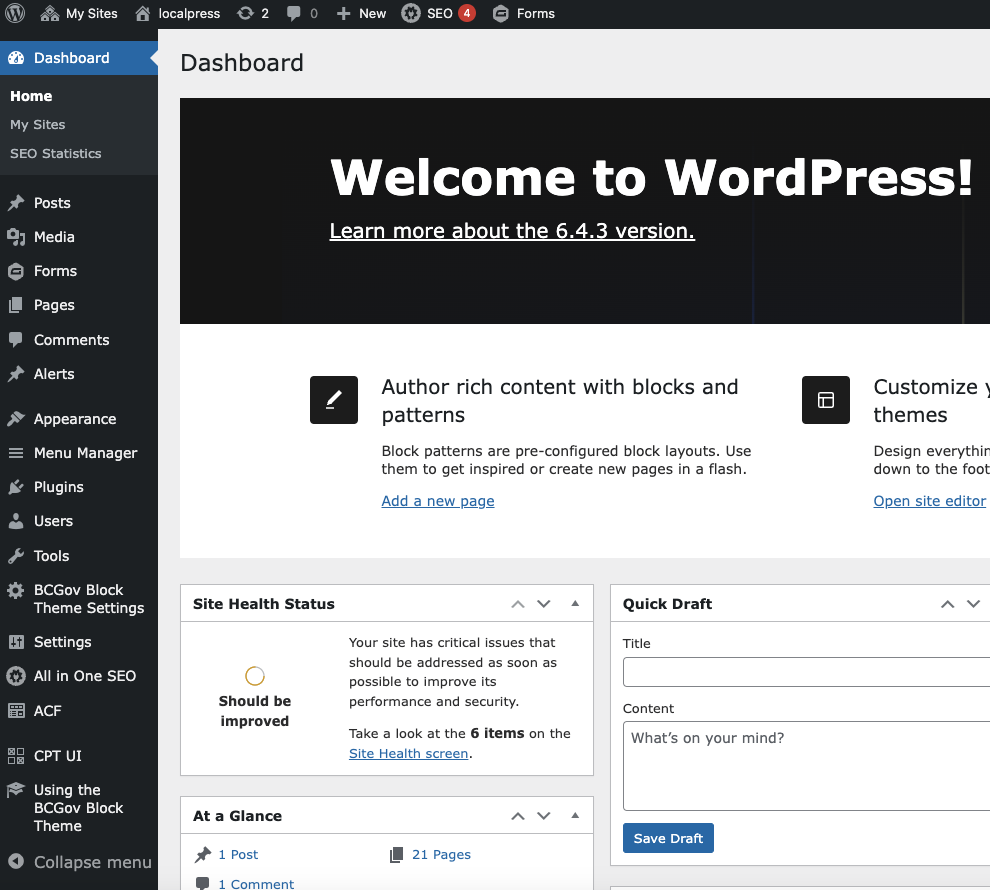 My Sites
localpress
2
0
New
SEO
4
Forms
Dashboard
Home
My Sites
SEO Statistics
Posts
Media
Forms
Pages
Comments
Alerts
Appearance
Menu Manager
Plugins
Users
Tools
BCGov Block
Theme Settings
Settings
All in One SEO
ACF
CPT UI
Using the
BCGov Block
Theme
Collapse menu
Dashboard
Welcome to WordPress!
Learn more about the 6.4.3 version.
Author rich content with blocks and
patterns
Block patterns are pre-configured block layouts. Use
them to get inspired or create new pages in a flash.
Add a new page
Customize y
themes
Design everythin
down to the foot
Open site editor
Site Health Status
Should be
improved
Your site has critical issues that
should be addressed as soon as
possible to improve its
performance and security.
Take a look at the 6 items on the
Site Health screen.
At a Glance
1 Post
21 Pages
1 Comment
Quick Draft
Title
Content
What’s on your mind?
Save Draft